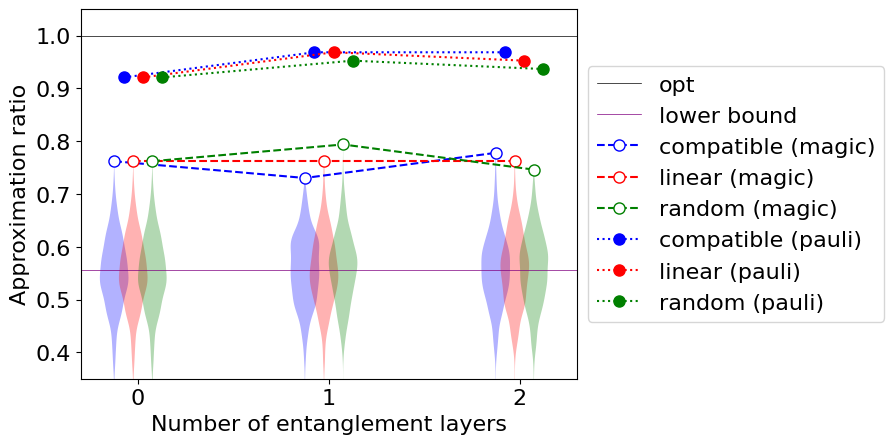 1.0
0.9
0.8
0.7
0.6
0.5
0.4
Approximation ratio
0 1 2
Number of entanglement layers
opt
lower bound
compatible (magic)
linear (magic)
random (magic)
compatible (pauli)
linear (pauli)
random (pauli)